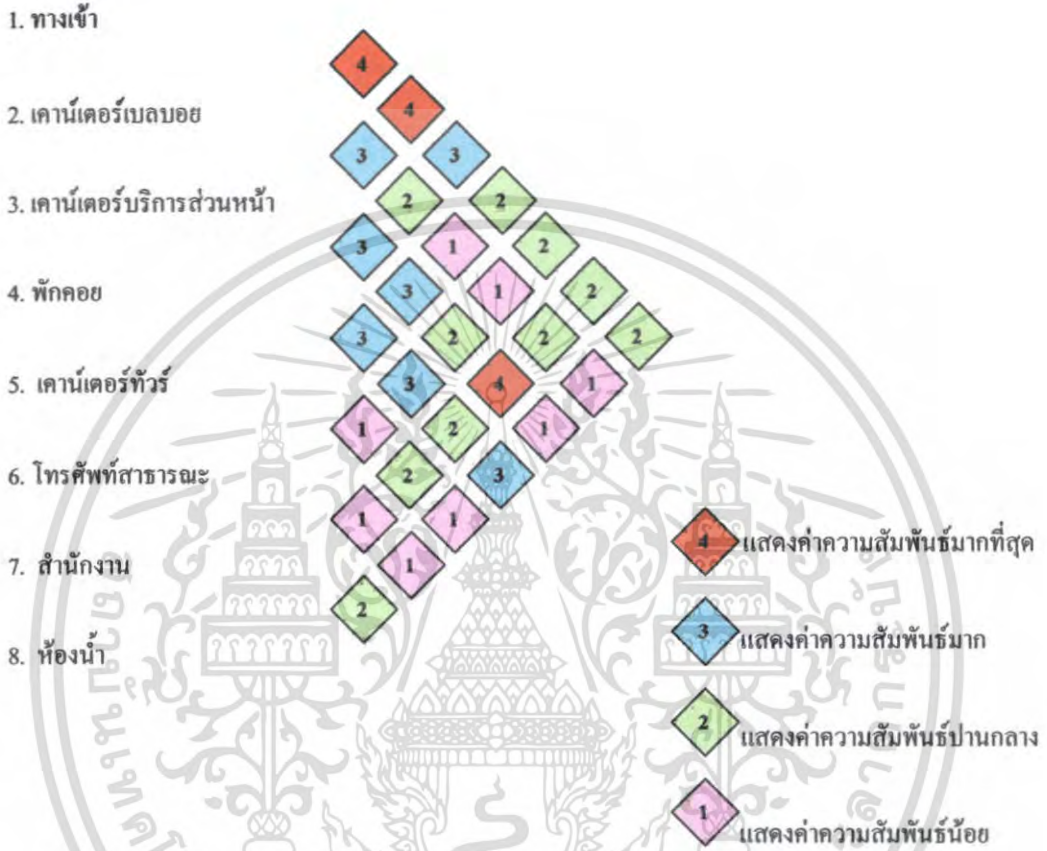 1. ทางเข้า
4
2. เคาน์เตอร์เบลบอย 4
3 3
3. เคาน์เตอร์บริการส่วนหน้า 2 2
3 1 2
4. พักคอย 3 1 2
3 2 2 2
5. เคาน์เตอร์ทัวร์ 3 4 1
1 2 1
6. โทรศัพท์สาธารณะ 2 3
1 1
7. สำนักงาน 1
2
8. ห้องน้ำ
4 แสดงค่าความสัมพันธ์มากที่สุด
3 แสดงค่าความสัมพันธ์มาก
2 แสดงค่าความสัมพันธ์ปานกลาง
1 แสดงค่าความสัมพันธ์น้อย